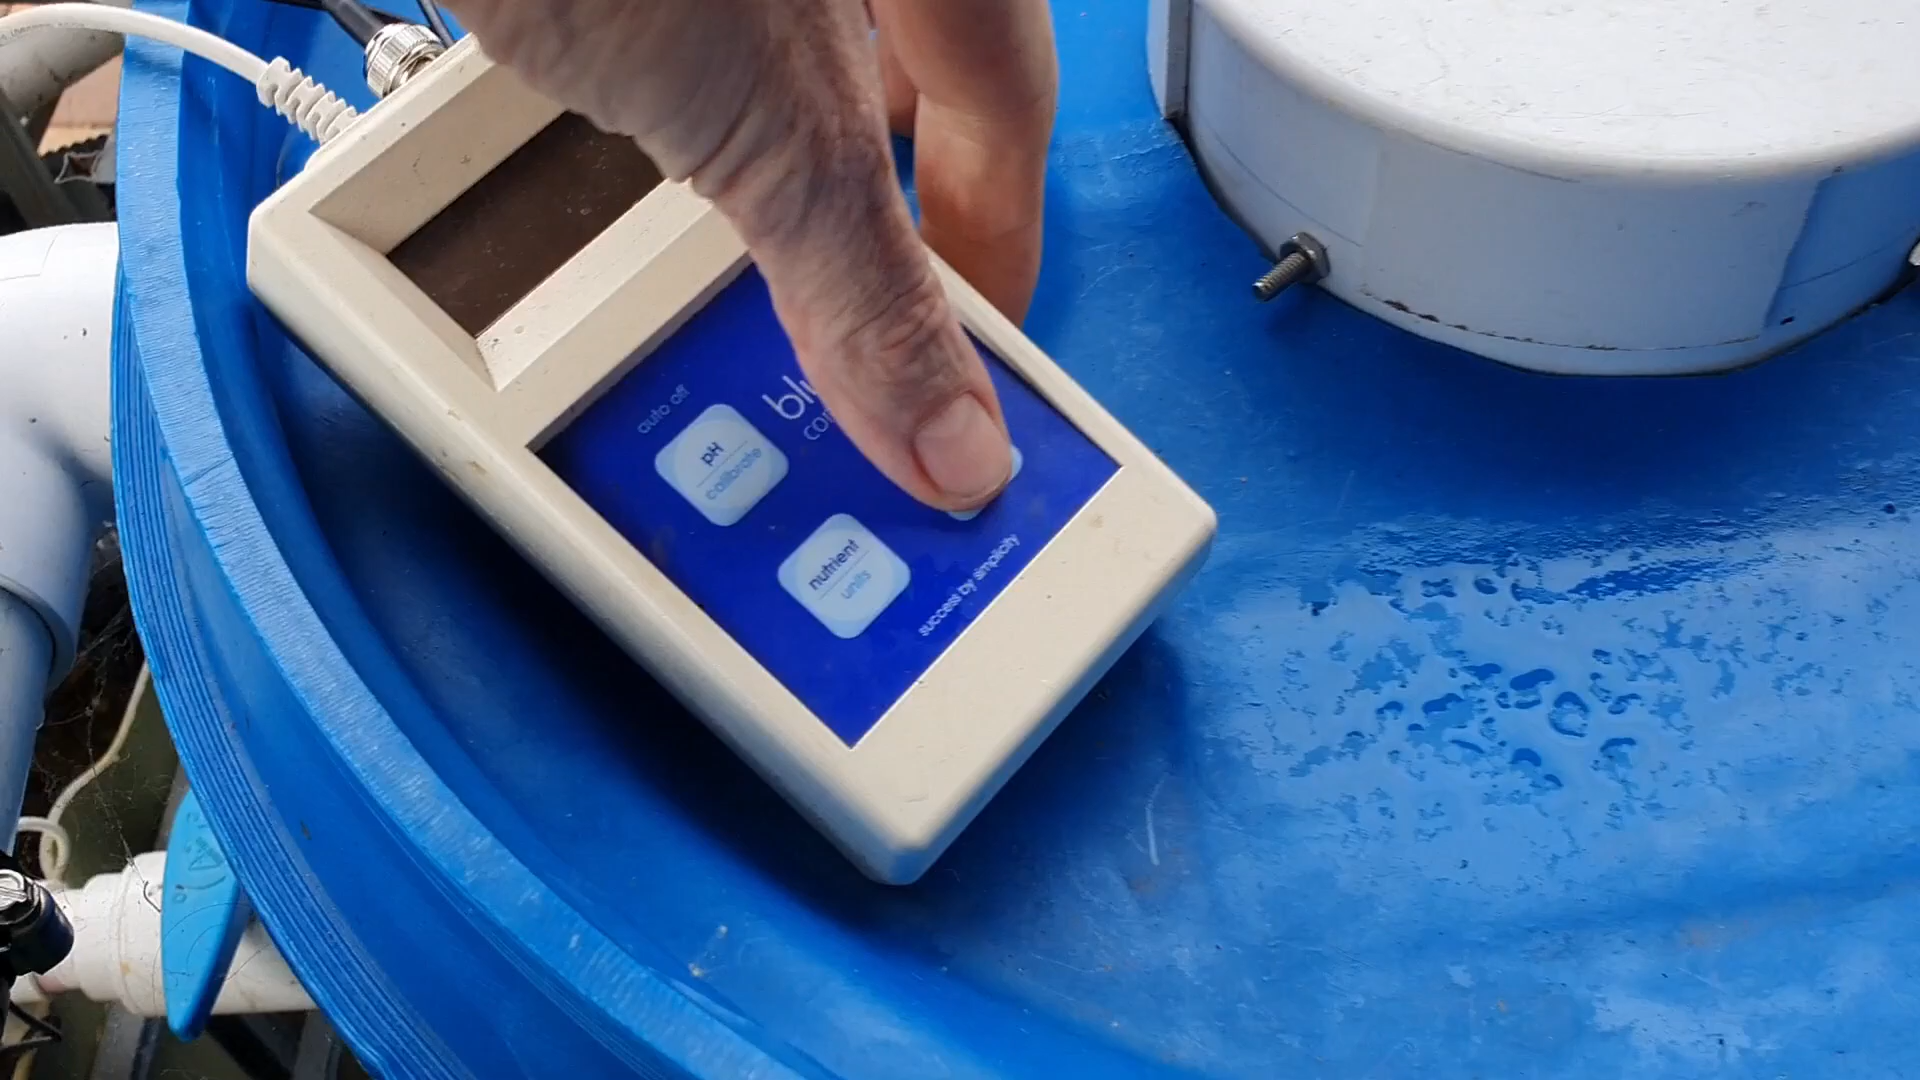 auto off
pH
calibrate
nutrient
units
success by simplicity